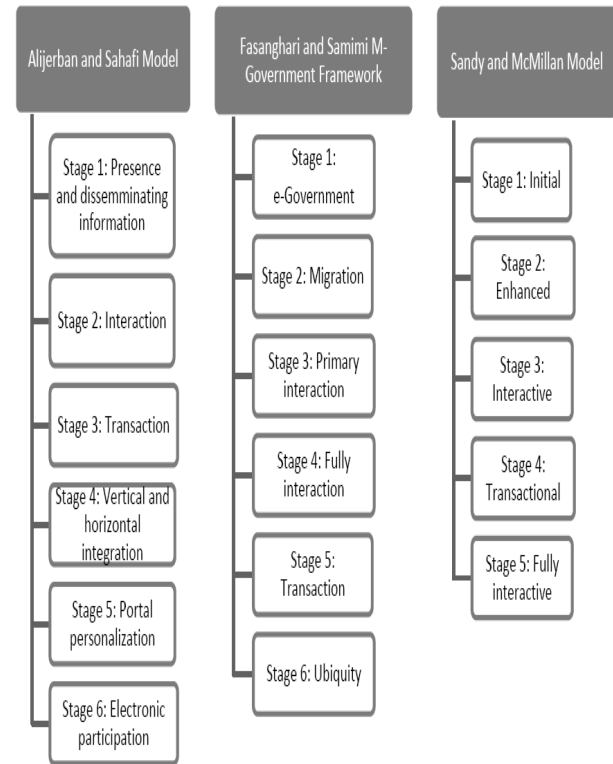 Alijerban and Sahafi Model
Stage 1: Presence
and dissemminating
information
Stage 2: Interaction
Stage 3: Transaction
Stage 4: Vertical and
horizontal
integration
Stage 5: Portal
personalization
Stage 6: Electronic
participation
Fasanghari and Samimi M-
Government Framework
Stage 1:
e-Government
Stage 2: Migration
Stage 3: Primary
interaction
Stage 4: Fully
interaction
Stage 5:
Transaction
Stage 6: Ubiquity
Sandy and McMillan Model
Stage 1: Initial
Stage 2:
Enhanced
Stage 3:
Interactive
Stage 4:
Transactional
Stage 5: Fully
interactive